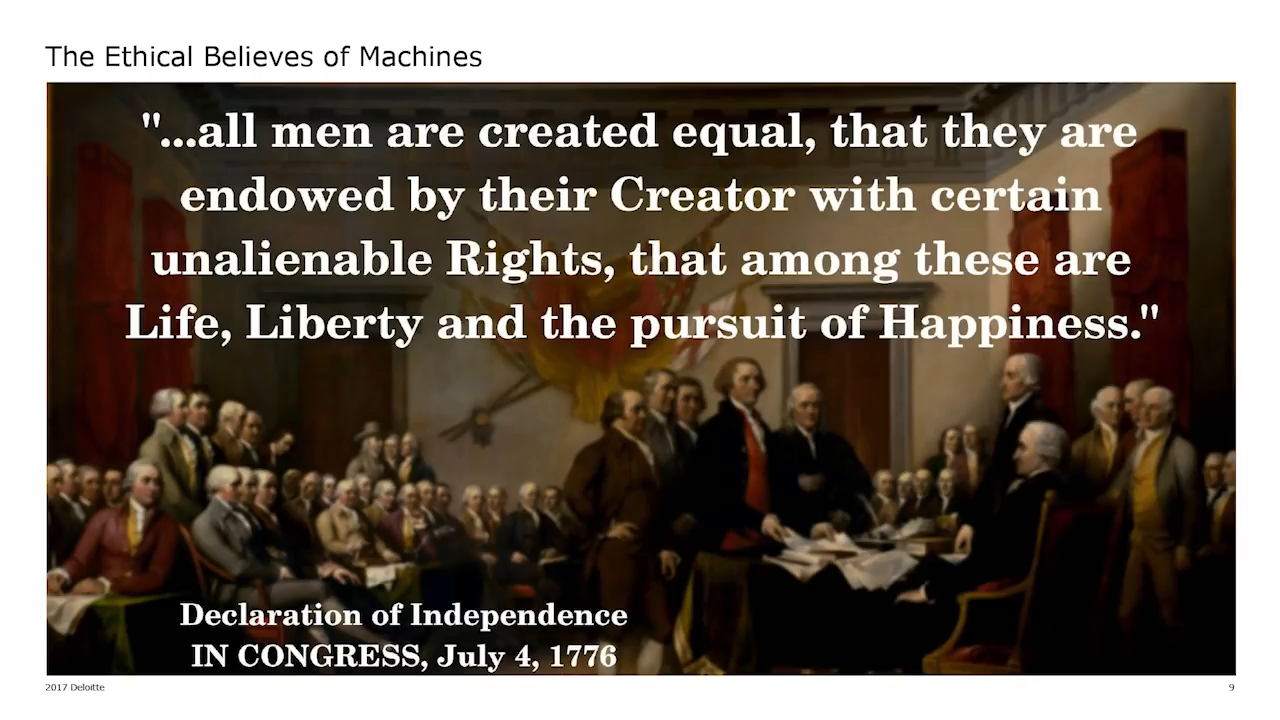 The Ethical Believes of Machines
"...all men are created equal, that they are
endowed by their Creator with certain
unalienable Rights, that among these are
Life, Liberty and the pursuit of Happiness."
Declaration of Independence
IN CONGRESS, July 4, 1776
2017 Deloitte
9